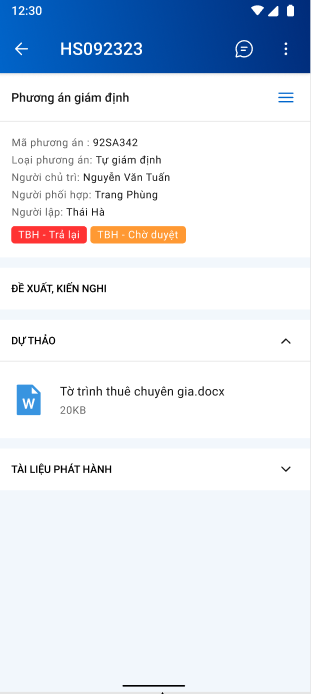 12:30
HS092323
Phương án giám định
Mã phương án : 92SA342
Loại phương án: Tự giám định
Người chủ trì: Nguyễn Văn Tuấn
Người phối hợp: Trang Phùng
Người lập: Thái Hà
TBH - Trả lại TBH - Chờ duyệt
ĐỀ XUẤT, KIẾN NGHI
DỰ THẢO
W
Tờ trình thuê chuyên gia.docx
20KB
TÀI LIỆU PHÁT HÀNH